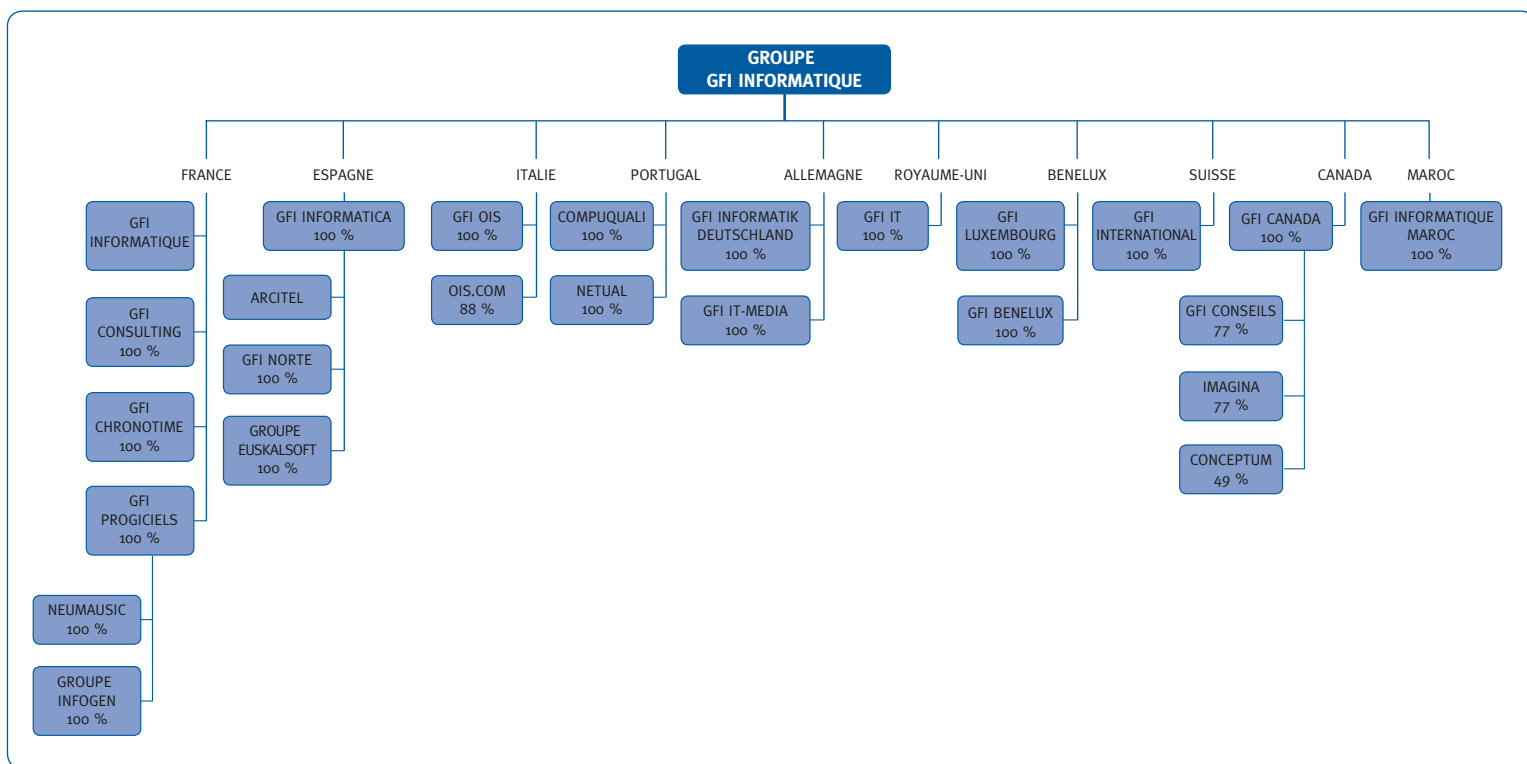 GROUPE
GFI INFORMATIQUE
FRANCE
ESPAGNE
ITALIE
PORTUGAL
ALLEMAGNE
ROYAUME-UNI
BENELUX
SUISSE
CANADA
MAROC
GFI
INFORMATIQUE
GFI
CONSULTING
100 %
GFI
CHRONOTIME
100 %
GFI
PROGICIELS
100 %
NEUMAUSIC
100 %
GROUPE
INFOGEN
100 %
GFI INFORMATICA
100 %
ARCITEL
GFI NORTE
100 %
GROUPE
EUSKALSOFT
100 %
GFI OIS
100 %
OIS.COM
88 %
COMPUQUALI
100 %
NETUAL
100 %
GFI INFORMATIK
DEUTSCHLAND
100 %
GFI IT-MEDIA
100 %
GFI IT
100 %
GFI
LUXEMBOURG
100 %
GFI BENELUX
100 %
GFI
INTERNATIONAL
100 %
GFI CANADA
100 %
GFI CONSEILS
77 %
IMAGINA
77 %
CONCEPTUM
49 %
GFI INFORMATIQUE
MAROC
100 %